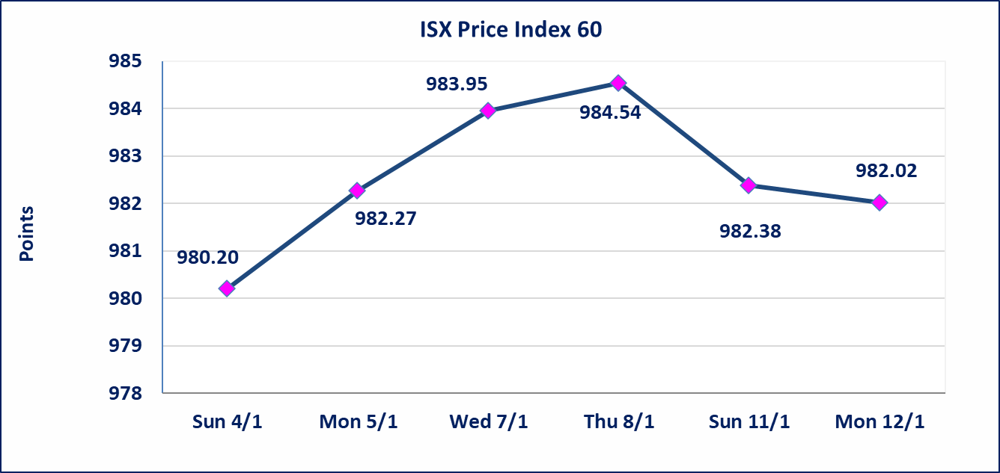 ISX Price Index 60
985
984
983
982
981
980
979
978
Points
980.20
982.27
983.95
984.54
982.38
982.02
Sun 4/1
Mon 5/1
Wed 7/1
Thu 8/1
Sun 11/1
Mon 12/1